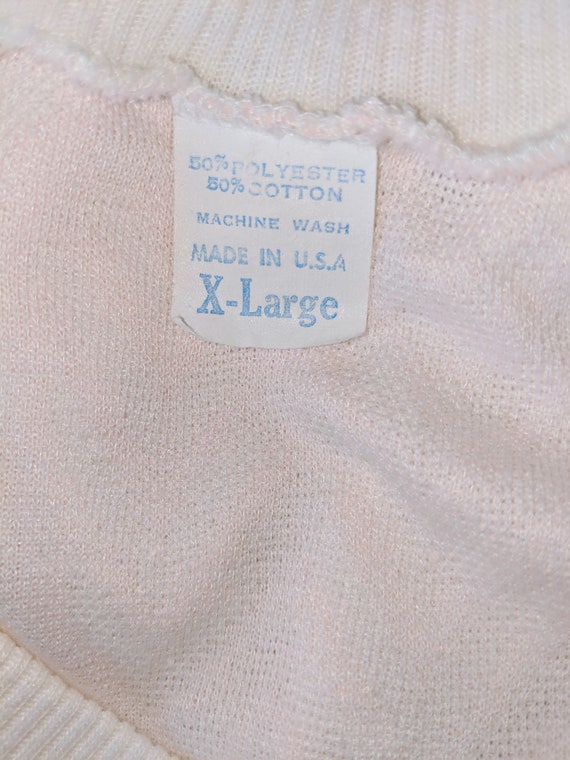 50% POLYESTER
50% COTTON
MACHINE WASH
MADE IN U.S.A
X-Large